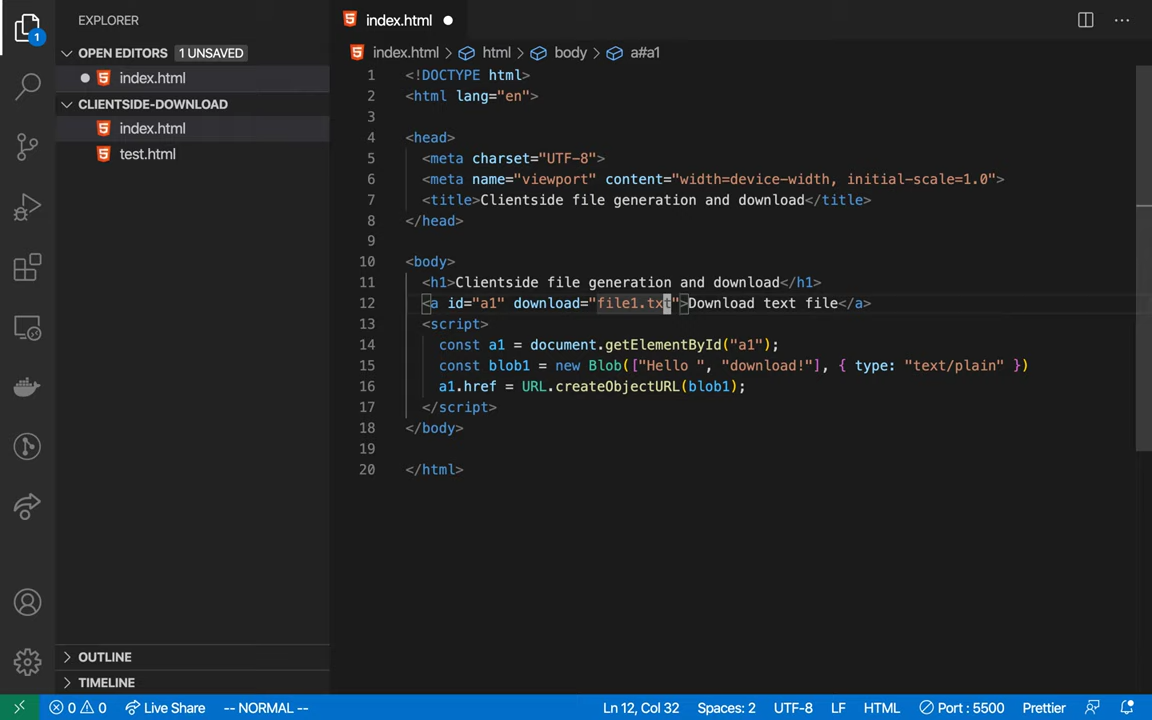 EXPLORER
index.html
OPEN EDITORS 1 UNSAVED
index.html
CLIENTSIDE-DOWNLOAD
index.html
test.html
OUTLINE
TIMELINE
1
index.html html body a#a1
1 <!DOCTYPE html>
2 <html lang="en">
3
4 <head>
5 <meta charset="UTF-8">
6 <meta name="viewport" content="width=device-width, initial-scale=1.0">
7 <title>Clientside file generation and download</title>
8 </head>
9
10 <body>
11 <h1>Clientside file generation and download</h1>
12 <a id="a1" download="file1.txt">Download text file</a>
13 <script>
14 const a1 = document.getElementById("a1");
15 const blob1 = new Blob(["Hello ", "download!"], { type: "text/plain" })
16 a1.href = URL.createObjectURL(blob1);
17 </script>
18 </body>
19
20 </html>
0 0 Live Share -- NORMAL -- Ln 12, Col 32 Spaces: 2 UTF-8 LF HTML Port : 5500 Prettier